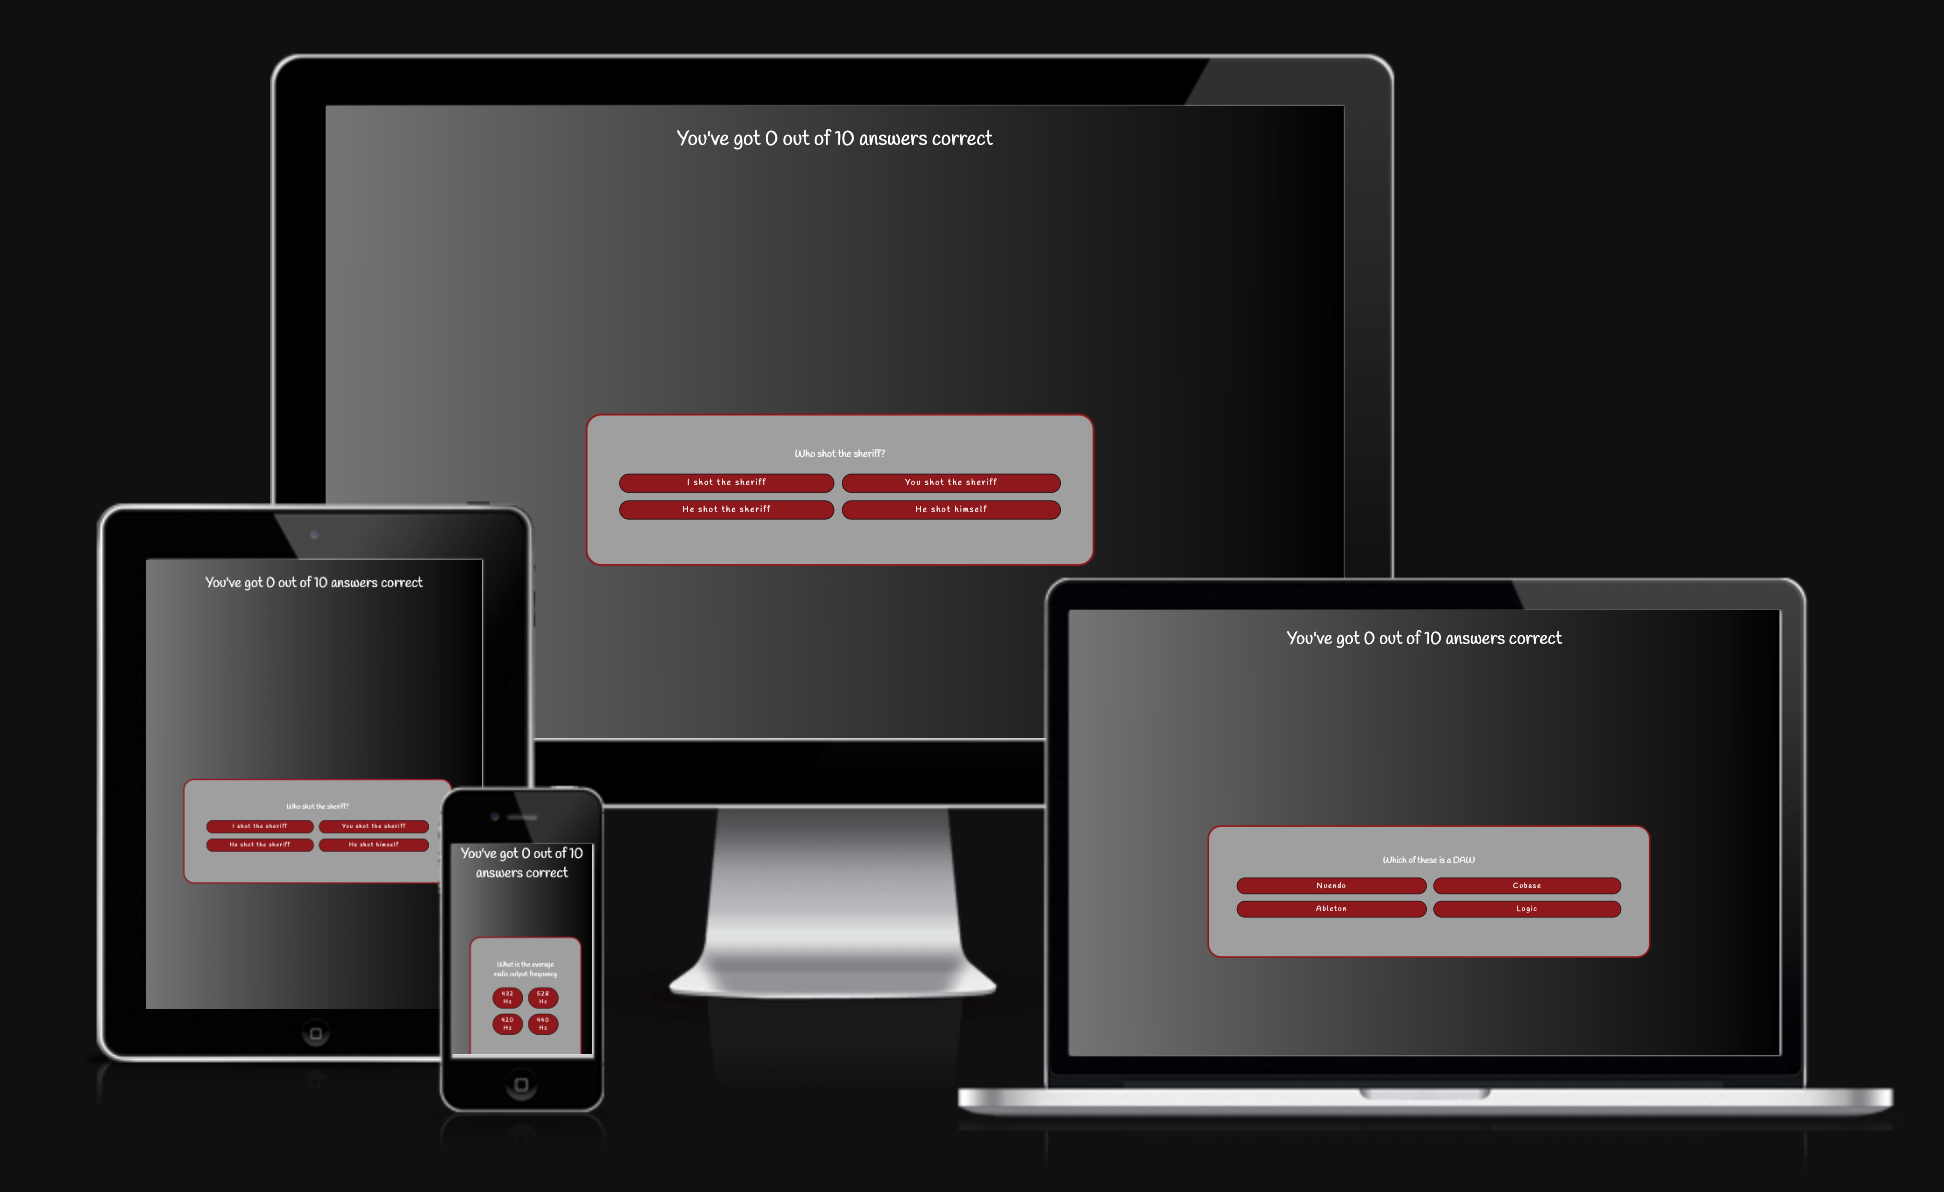 You've got 0 out of 10 answers correct
Who shot the sheriff?
I shot the sheriff
You shot the sheriff
He shot the sheriff
He shot himself
You've got 0 out of 10 answers correct
Who shot the sheriff?
I shot the sheriff
You shot the sheriff
He shot the sheriff
He shot himself
You've got 0 out of 10
answers correct
What is the average
radio output frequency
432
Hz
528
Hz
420
Hz
440
Hz
You've got 0 out of 10 answers correct
Which of these is a DAW
Nuendo
Cubase
Ableton
Logic